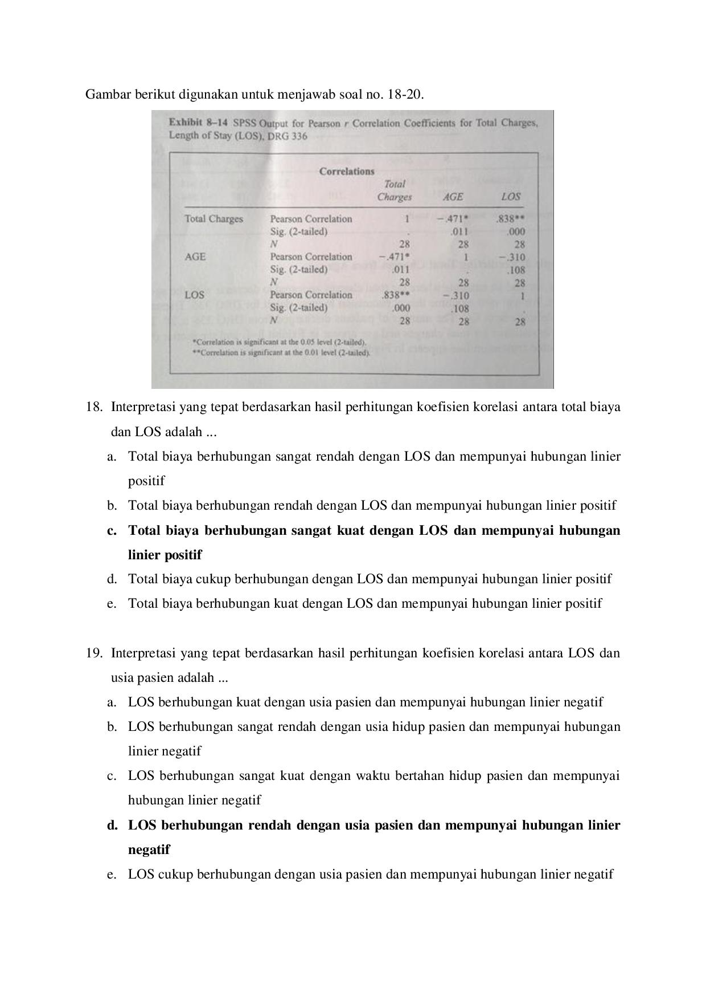 Gambar berikut digunakan untuk menjawab soal no. 18-20.
Exhibit 8–14 SPSS Output for Pearson r Correlation Coefficients for Total Charges,
Length of Stay (LOS), DRG 336
Correlations
Total
Charges AGE LOS
Total Charges Pearson Correlation 1 –.471* .838**
Sig. (2-tailed) . .011 .000
N 28 28 28
AGE Pearson Correlation –.471* 1 –.310
Sig. (2-tailed) .011 . .108
N 28 28 28
LOS Pearson Correlation .838** –.310 1
Sig. (2-tailed) .000 .108 .
N 28 28 28
*Correlation is significant at the 0.05 level (2-tailed).
**Correlation is significant at the 0.01 level (2-tailed).
18. Interpretasi yang tepat berdasarkan hasil perhitungan koefisien korelasi antara total biaya
dan LOS adalah ...
a. Total biaya berhubungan sangat rendah dengan LOS dan mempunyai hubungan linier
positif
b. Total biaya berhubungan rendah dengan LOS dan mempunyai hubungan linier positif
c. Total biaya berhubungan sangat kuat dengan LOS dan mempunyai hubungan
linier positif
d. Total biaya cukup berhubungan dengan LOS dan mempunyai hubungan linier positif
e. Total biaya berhubungan kuat dengan LOS dan mempunyai hubungan linier positif
19. Interpretasi yang tepat berdasarkan hasil perhitungan koefisien korelasi antara LOS dan
usia pasien adalah ...
a. LOS berhubungan kuat dengan usia pasien dan mempunyai hubungan linier negatif
b. LOS berhubungan sangat rendah dengan usia hidup pasien dan mempunyai hubungan
linier negatif
c. LOS berhubungan sangat kuat dengan waktu bertahan hidup pasien dan mempunyai
hubungan linier negatif
d. LOS berhubungan rendah dengan usia pasien dan mempunyai hubungan linier
negatif
e. LOS cukup berhubungan dengan usia pasien dan mempunyai hubungan linier negatif